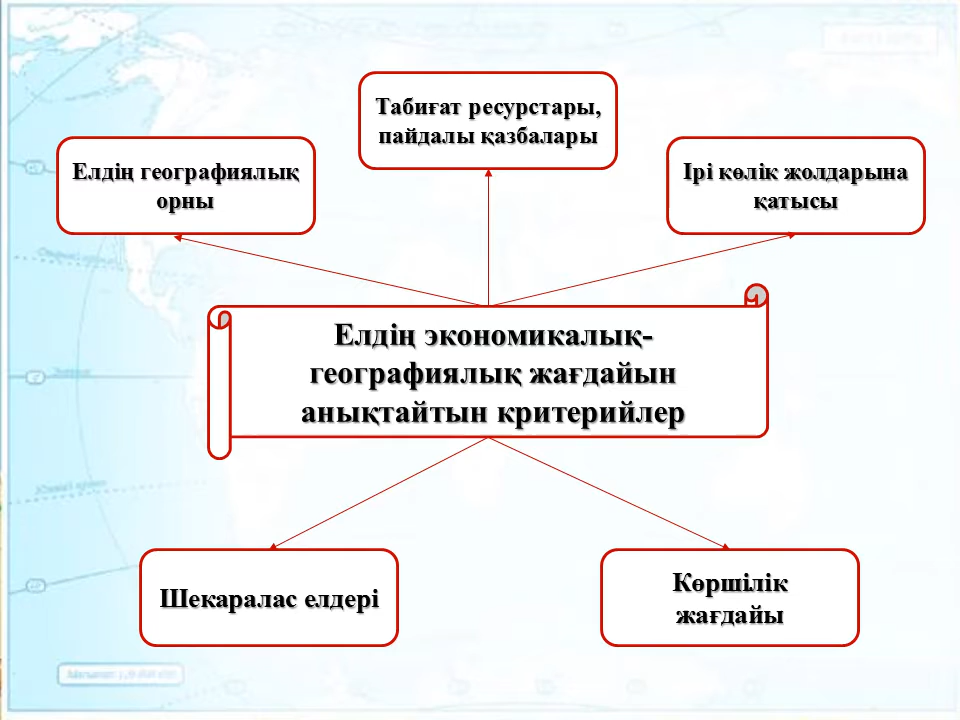 Табиғат ресурстары,
пайдалы қазбалары
Елдің географиялық
орны
Ірі көлік жолдарына
қатысы
Елдің экономикалық-
географиялық жағдайын
анықтайтын критерийлер
Шекаралас елдері
Көршілік
жағдайы